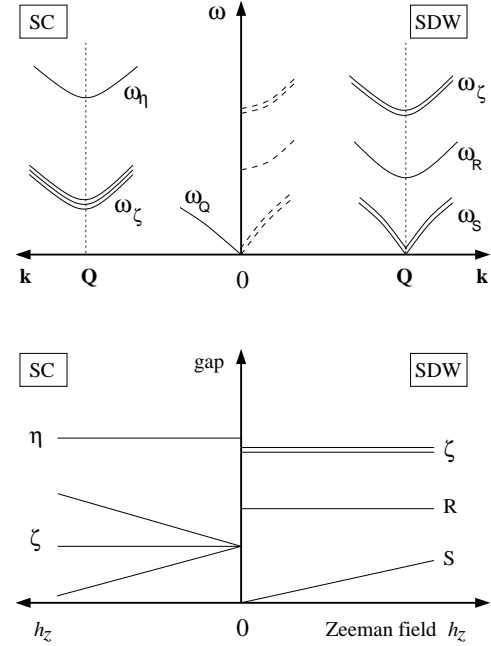 SC ω SDW
ω_η ω_ζ
ω_R
ω_Q ω_ζ ω_S
k Q 0 Q k
SC gap SDW
η ζ
R
ζ S
h_z 0 Zeeman field h_z